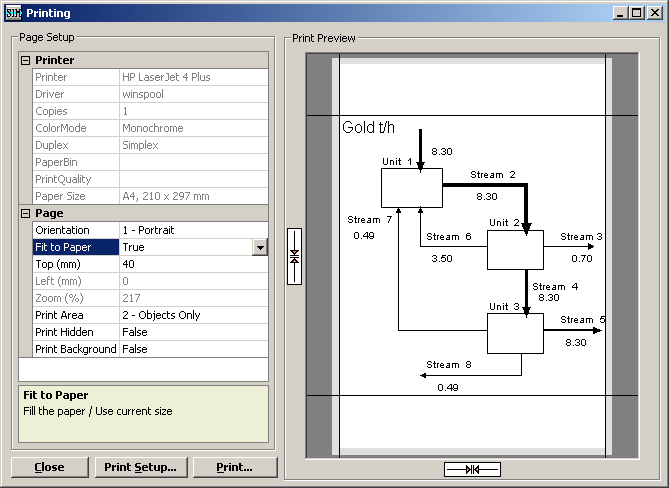 Printing
Page Setup
Printer
Printer HP LaserJet 4 Plus
Driver winspool
Copies 1
ColorMode Monochrome
Duplex Simplex
PaperBin
PrintQuality
Paper Size A4, 210 x 297 mm
Page
Orientation 1 - Portrait
Fit to Paper True
Top (mm) 40
Left (mm) 0
Zoom (%) 217
Print Area 2 - Objects Only
Print Hidden False
Print Background False
Fit to Paper
Fill the paper / Use current size
Close Print Setup... Print...
Print Preview
Gold t/h
8.30
Unit 1
Stream 2
8.30
Stream 7
0.49
Unit 2
Stream 6
3.50
Stream 3
0.70
Stream 4
8.30
Unit 3
Stream 5
8.30
Stream 8
0.49